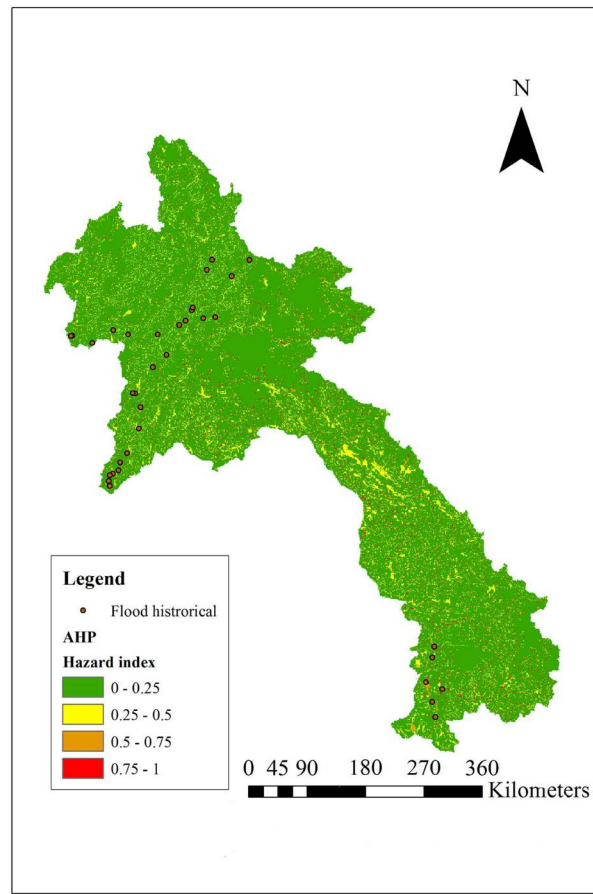 N
Legend
Flood histrorical
AHP
Hazard index
0 - 0.25
0.25 - 0.5
0.5 - 0.75
0.75 - 1
0 45 90 180 270 360
Kilometers